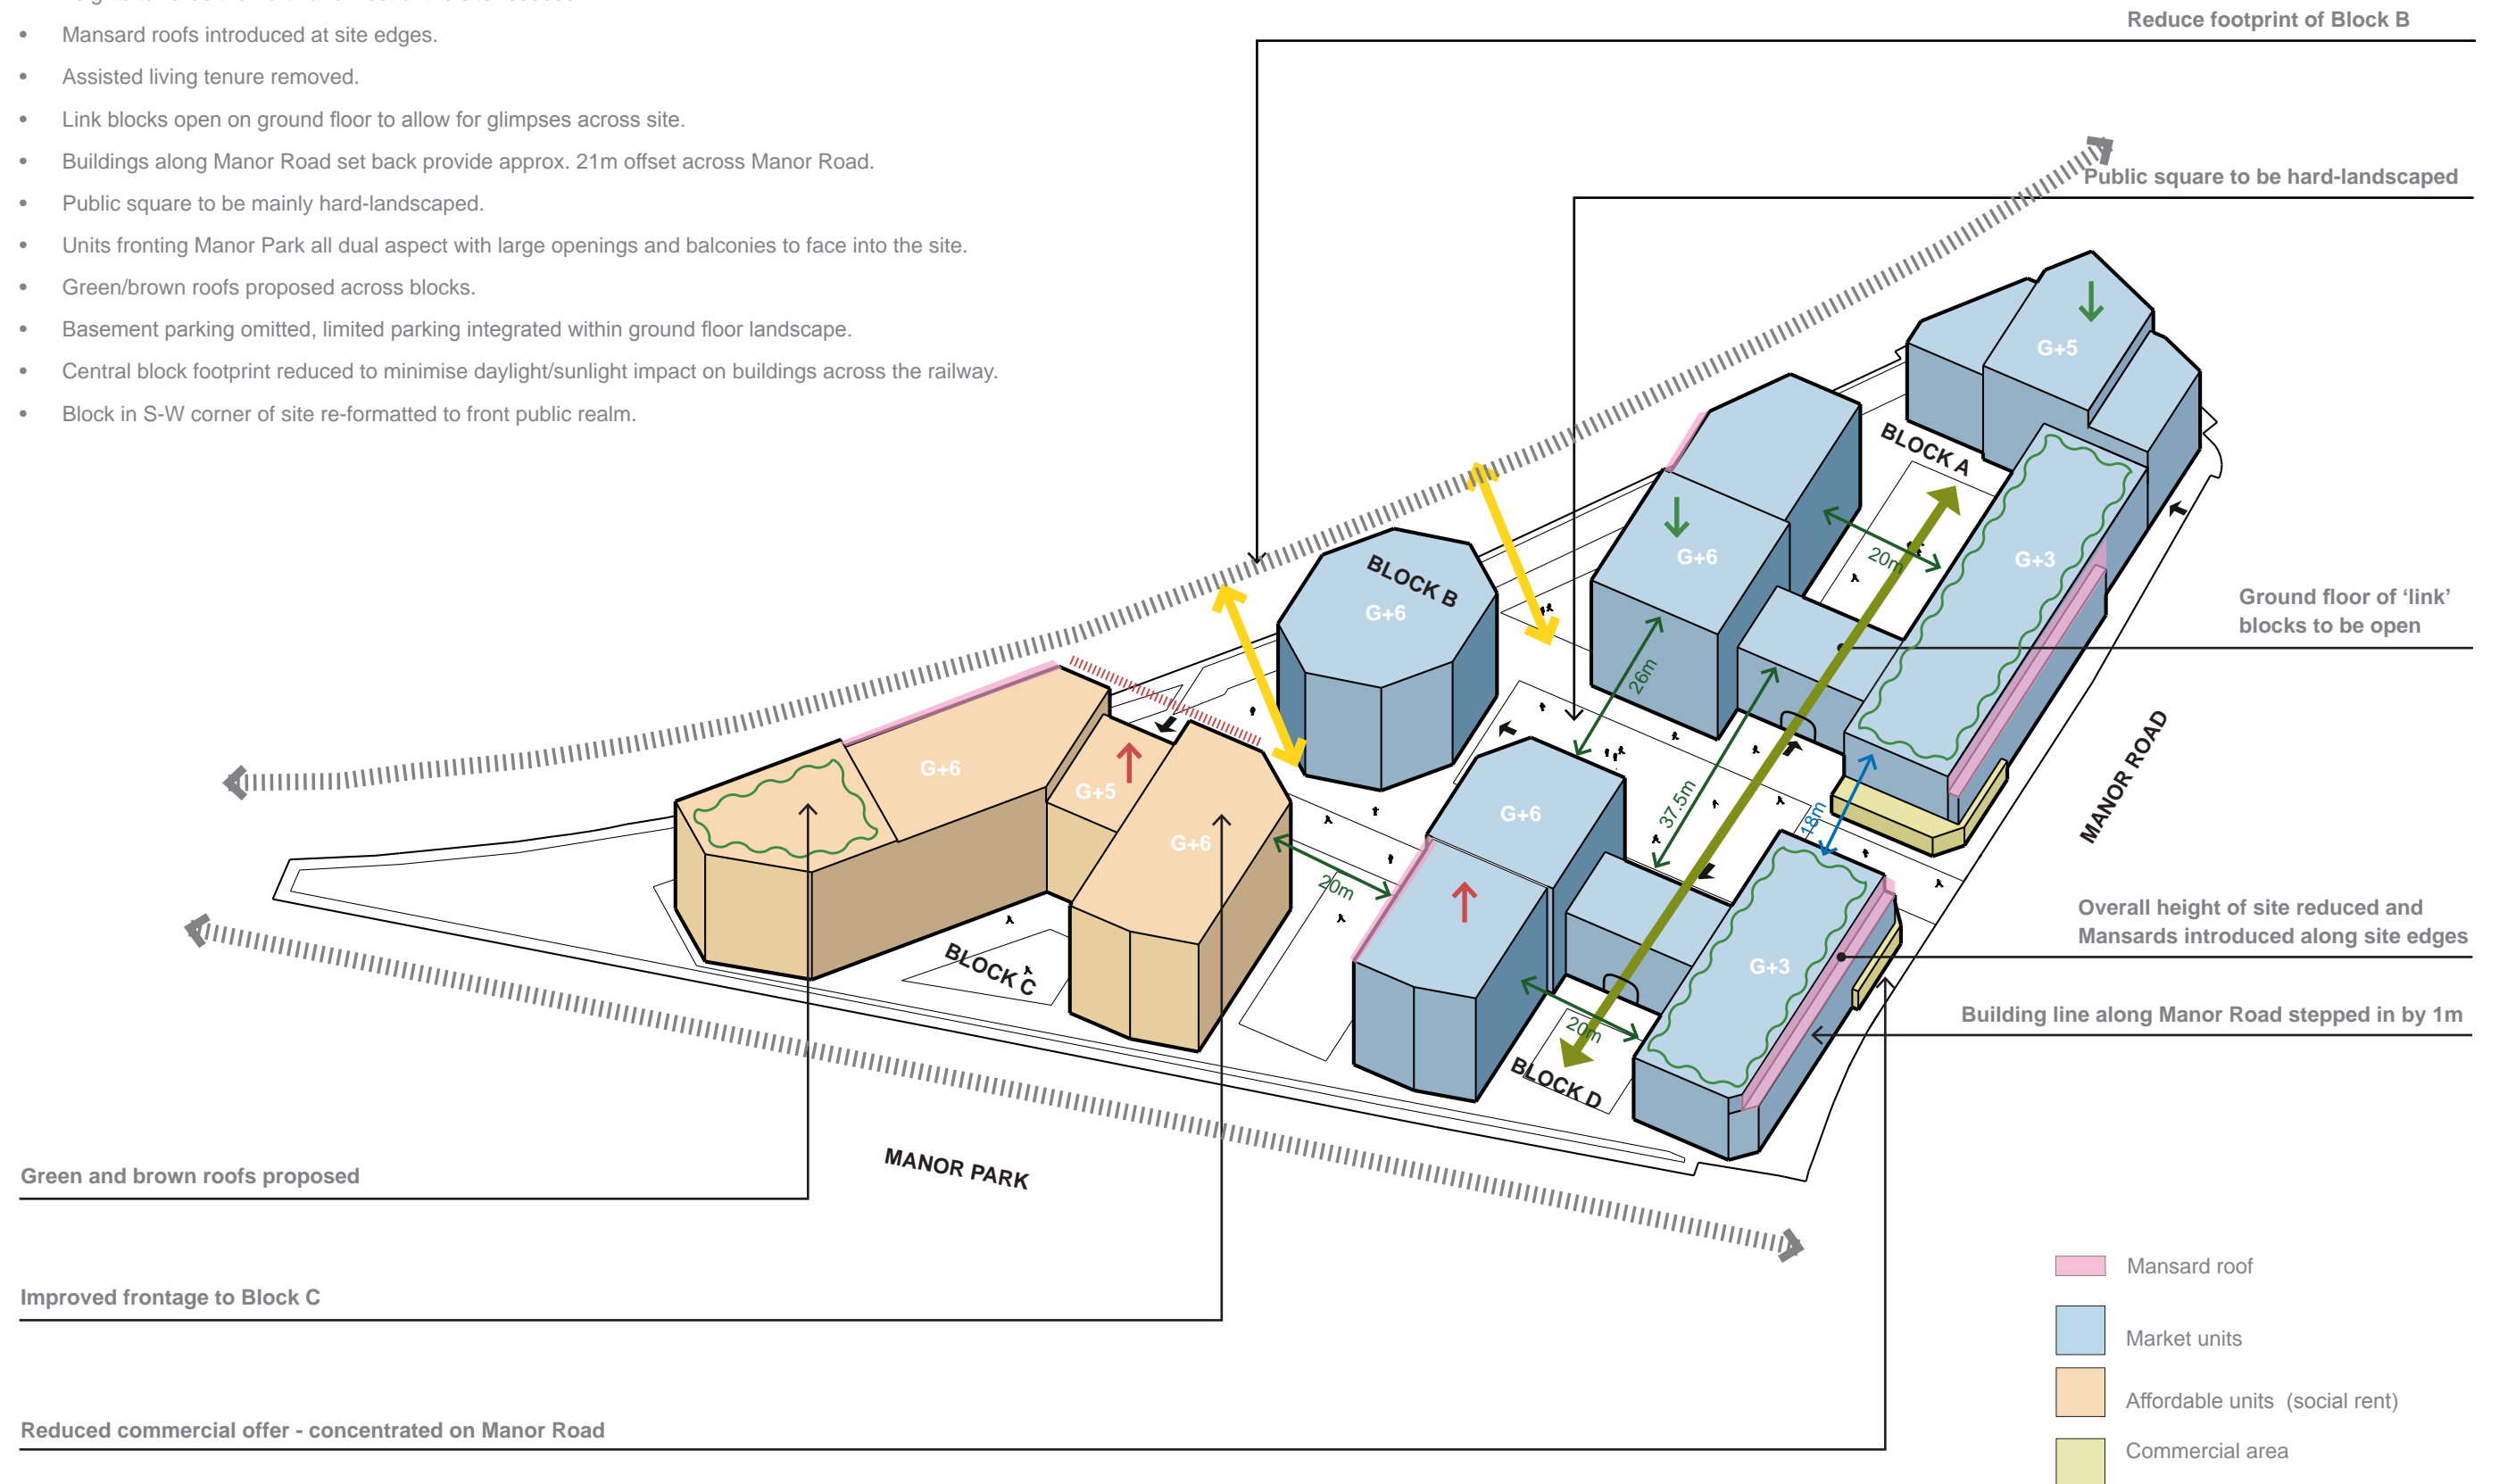 • Mansard roofs introduced at site edges.
• Assisted living tenure removed.
• Link blocks open on ground floor to allow for glimpses across site.
• Buildings along Manor Road set back provide approx. 21m offset across Manor Road.
• Public square to be mainly hard-landscaped.
• Units fronting Manor Park all dual aspect with large openings and balconies to face into the site.
• Green/brown roofs proposed across blocks.
• Basement parking omitted, limited parking integrated within ground floor landscape.
• Central block footprint reduced to minimise daylight/sunlight impact on buildings across the railway.
• Block in S-W corner of site re-formatted to front public realm.
Reduce footprint of Block B
Public square to be hard-landscaped
G+5
BLOCK A
G+6
20m
G+3
BLOCK B
G+6
Ground floor of ‘link’
blocks to be open
26m
37.5m
18m
MANOR ROAD
G+6
G+5
G+6
G+6
20m
BLOCK C
G+3
20m
BLOCK D
Overall height of site reduced and
Mansards introduced along site edges
Building line along Manor Road stepped in by 1m
MANOR PARK
Green and brown roofs proposed
Improved frontage to Block C
Reduced commercial offer - concentrated on Manor Road
Mansard roof
Market units
Affordable units (social rent)
Commercial area